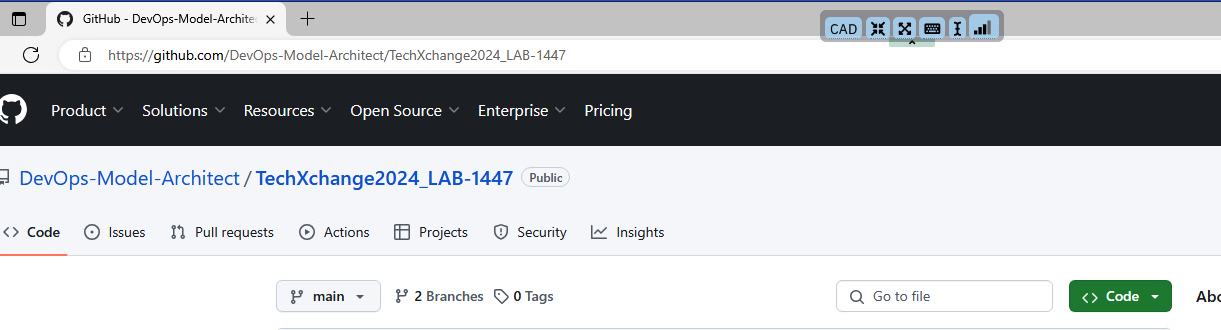 GitHub - DevOps-Model-Archite
CAD
https://github.com/DevOps-Model-Architect/TechXchange2024_LAB-1447
Product Solutions Resources Open Source Enterprise Pricing
DevOps-Model-Architect / TechXchange2024_LAB-1447 Public
Code Issues Pull requests Actions Projects Security Insights
main 2 Branches 0 Tags Go to file Code Abo